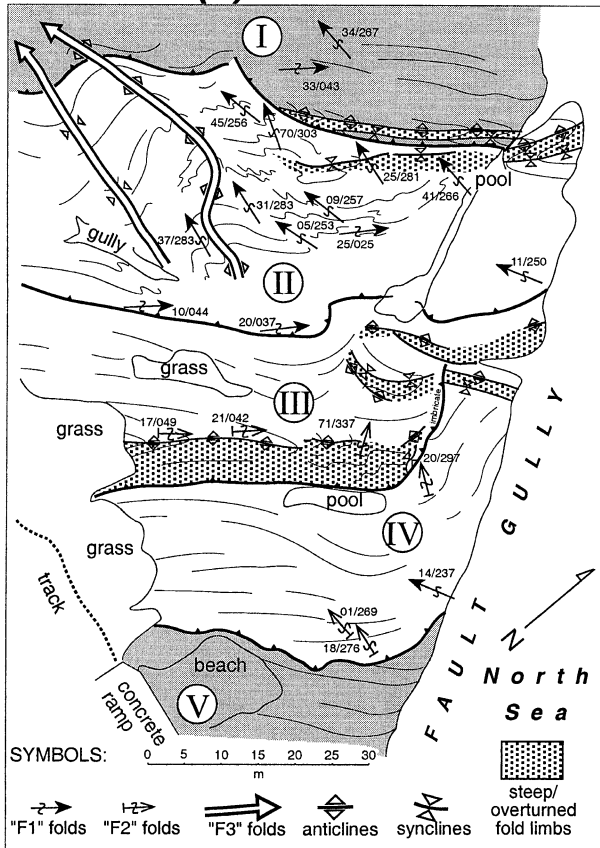 I
34/267
33/043
45/256
70/303
25/281
41/266
pool
31/283
09/257
05/253
25/025
37/283
gully
11/250
II
10/044
20/037
grass
III
imbricate
grass
17/049
21/042
71/337
20/297
pool
IV
grass
14/237
track
01/269
18/276
beach
V
concrete
ramp
FAULT GULLY
N
North
Sea
SYMBOLS:
0 5 10 15 20 25 30
m
steep/
overturned
fold limbs
"F1" folds "F2" folds "F3" folds anticlines synclines